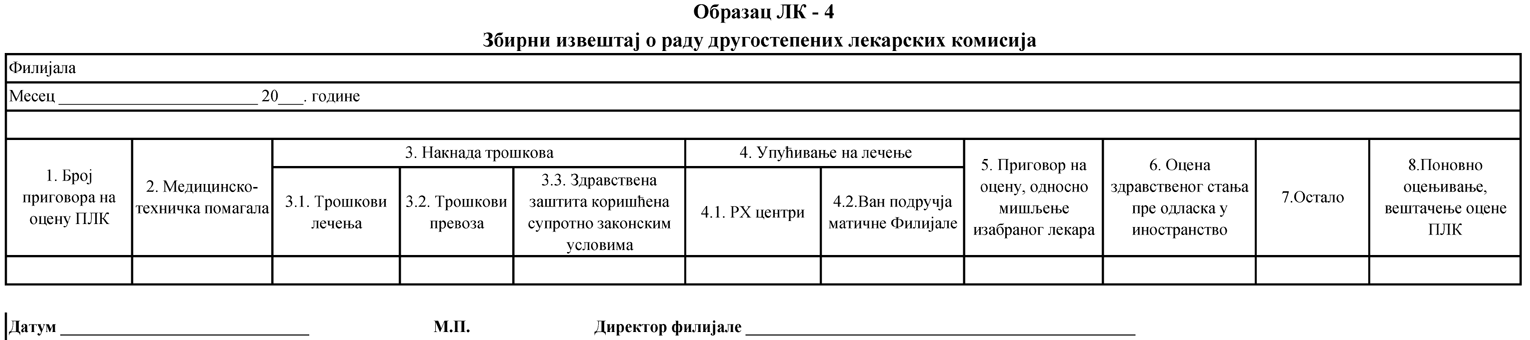 Образац ЛК - 4
Збирни извештај о раду другостепених лекарских комисија
Филијала
Месец ________________________ 20___. године
1. Број
приговора на
оцену ПЛК
2. Медицинско-
техничка помагала
3. Накнада трошкова
3.1. Трошкови
лечења
3.2. Трошкови
превоза
3.3. Здравствена
заштита коришћена
супротно законским
условима
4. Упућивање на лечење
4.1. РХ центри
4.2.Ван подручја
матичне Филијале
5. Приговор на
оцену, односно
мишљење
изабраног лекара
6. Оцена
здравственог стања
пре одласка у
иностранство
7.Остало
8.Поновно
оцењивање,
вештачење оцене
ПЛК
Датум ______________________________ М.П. Директор филијале _______________________________________________